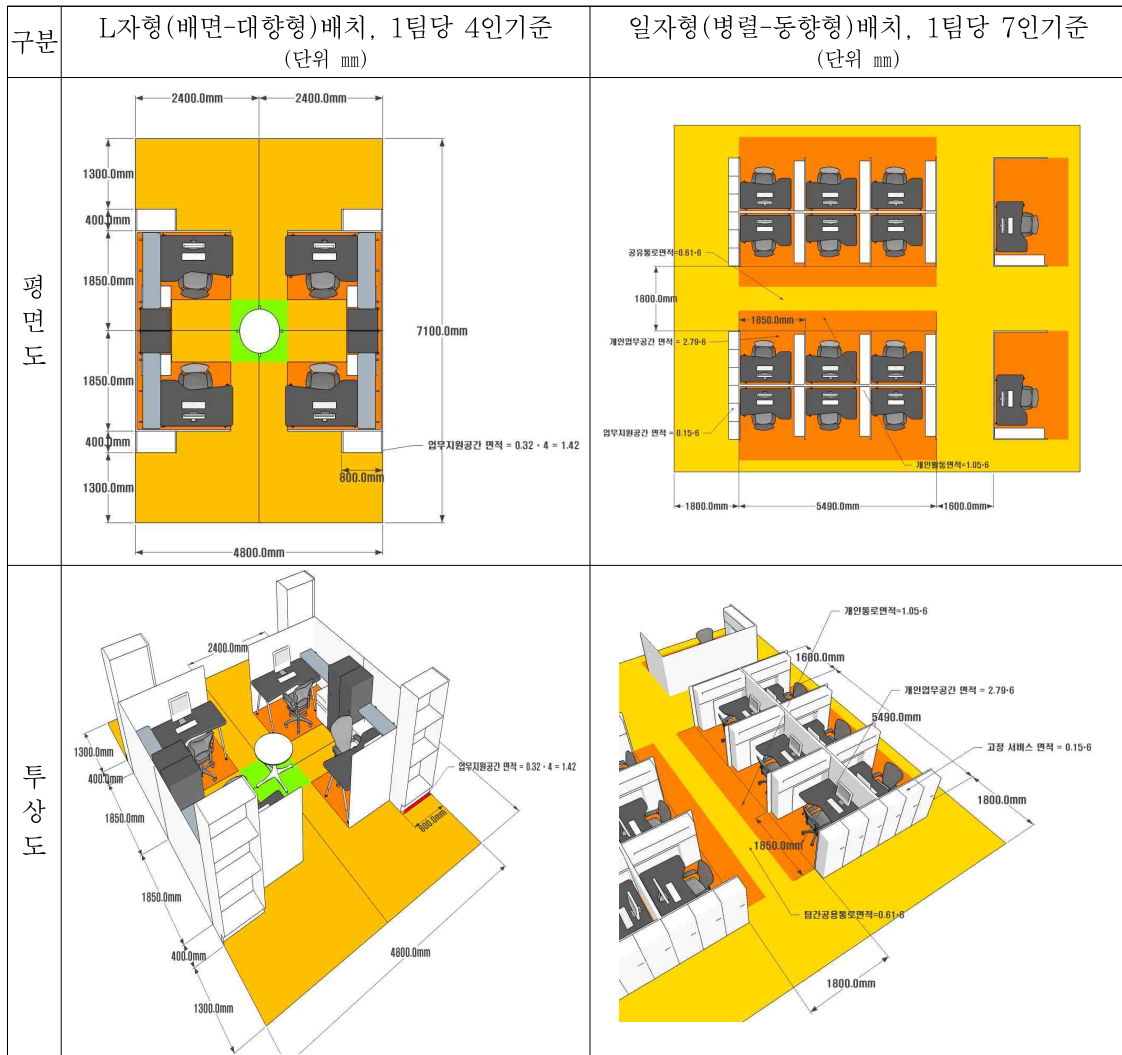 구분
L자형(배면-대향형)배치, 1팀당 4인기준
(단위 ㎜)
일자형(병렬-동향형)배치, 1팀당 7인기준
(단위 ㎜)
평면도
2400.0mm
2400.0mm
1300.0mm
400.0mm
1850.0mm
7100.0mm
1850.0mm
400.0mm
업무지원공간 면적 = 0.32 · 4 = 1.42
800.0mm
1300.0mm
4800.0mm
공유통로면적=0.61·6
1800.0mm
1850.0mm
개인업무공간 면적 = 2.79·6
업무지원공간 면적 = 0.15·6
개인활동면적=1.05·6
1800.0mm
5490.0mm
1600.0mm
투상도
2400.0mm
1300.0mm
400.0mm
업무지원공간 면적 = 0.32 · 4 = 1.42
1850.0mm
800.0mm
1850.0mm
400.0mm
4800.0mm
1300.0mm
개인통로면적=1.05·6
1600.0mm
개인업무공간 면적 = 2.79·6
5490.0mm
고정 서비스 면적 = 0.15·6
1800.0mm
1850.0mm
팀간공용통로면적=0.61·6
1800.0mm